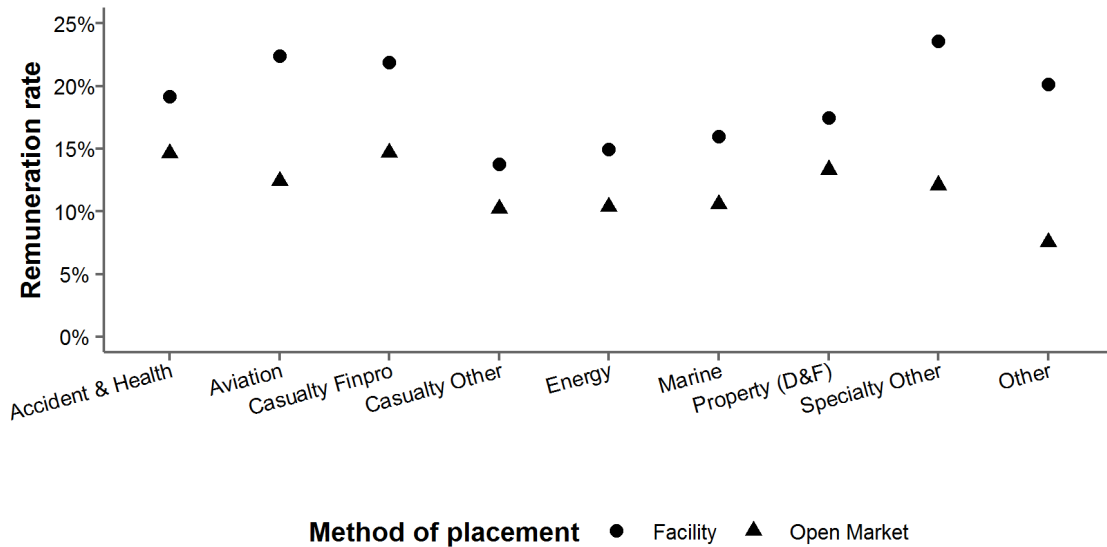 Remuneration rate
25%
20%
15%
10%
5%
0%
Accident & Health
Aviation
Casualty Finpro
Casualty Other
Energy
Marine
Property (D&F)
Specialty Other
Other
Method of placement Facility Open Market